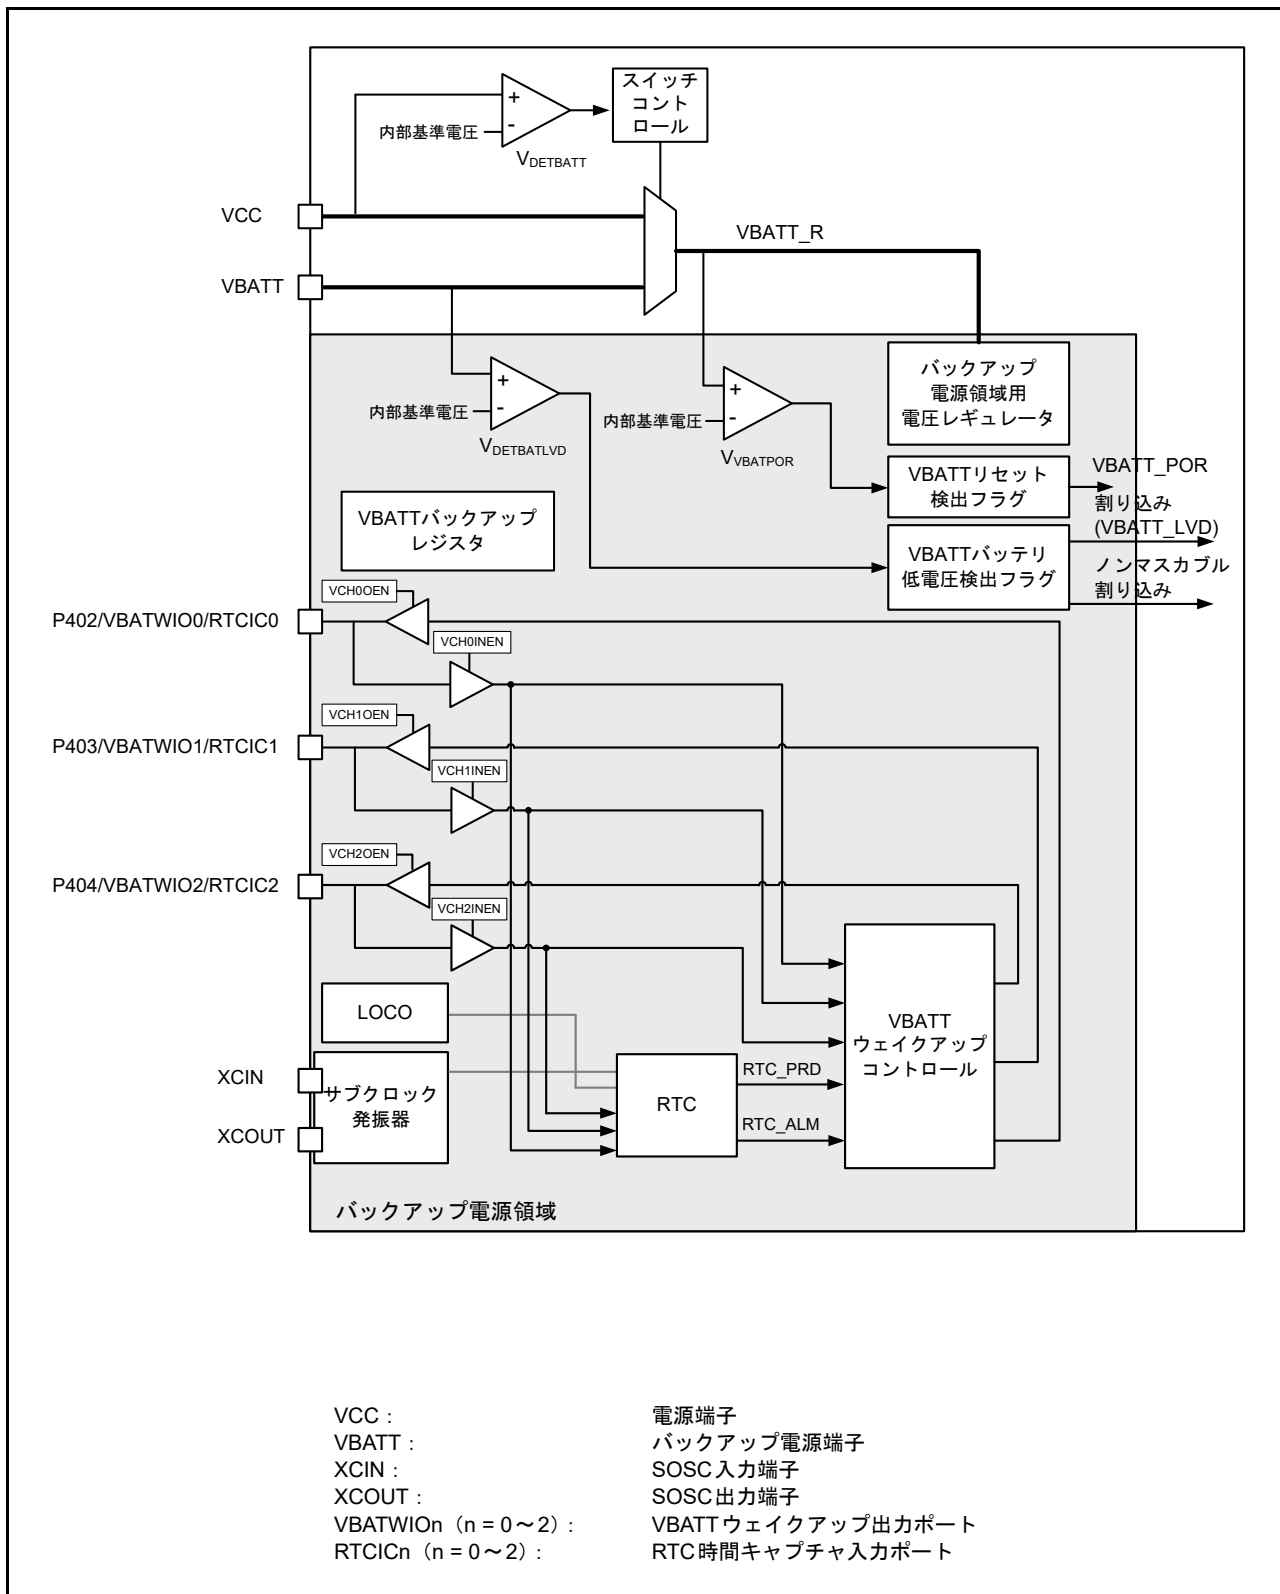 スイッチ
コント
ロール
+
内部基準電圧
-
VDETBATT
VCC
VBATT_R
VBATT
バックアップ
電源領域用
電圧レギュレータ
+
内部基準電圧
-
VDETBATLVD
+
内部基準電圧
-
VVBATPOR
VBATTリセット
検出フラグ
VBATT_POR
割り込み
(VBATT_LVD)
VBATTバックアップ
レジスタ
VBATTバッテリ
低電圧検出フラグ
ノンマスカブル
割り込み
VCH0OEN
P402/VBATWIO0/RTCIC0
VCH0INEN
VCH1OEN
P403/VBATWIO1/RTCIC1
VCH1INEN
VCH2OEN
P404/VBATWIO2/RTCIC2
VCH2INEN
LOCO
VBATT
ウェイクアップ
コントロール
XCIN
サブクロック
発振器
XCOUT
RTC
RTC_PRD
RTC_ALM
バックアップ電源領域
VCC： 電源端子
VBATT： バックアップ電源端子
XCIN： SOSC入力端子
XCOUT： SOSC出力端子
VBATWIOn（n = 0～2）： VBATTウェイクアップ出力ポート
RTCICn（n = 0～2）： RTC時間キャプチャ入力ポート